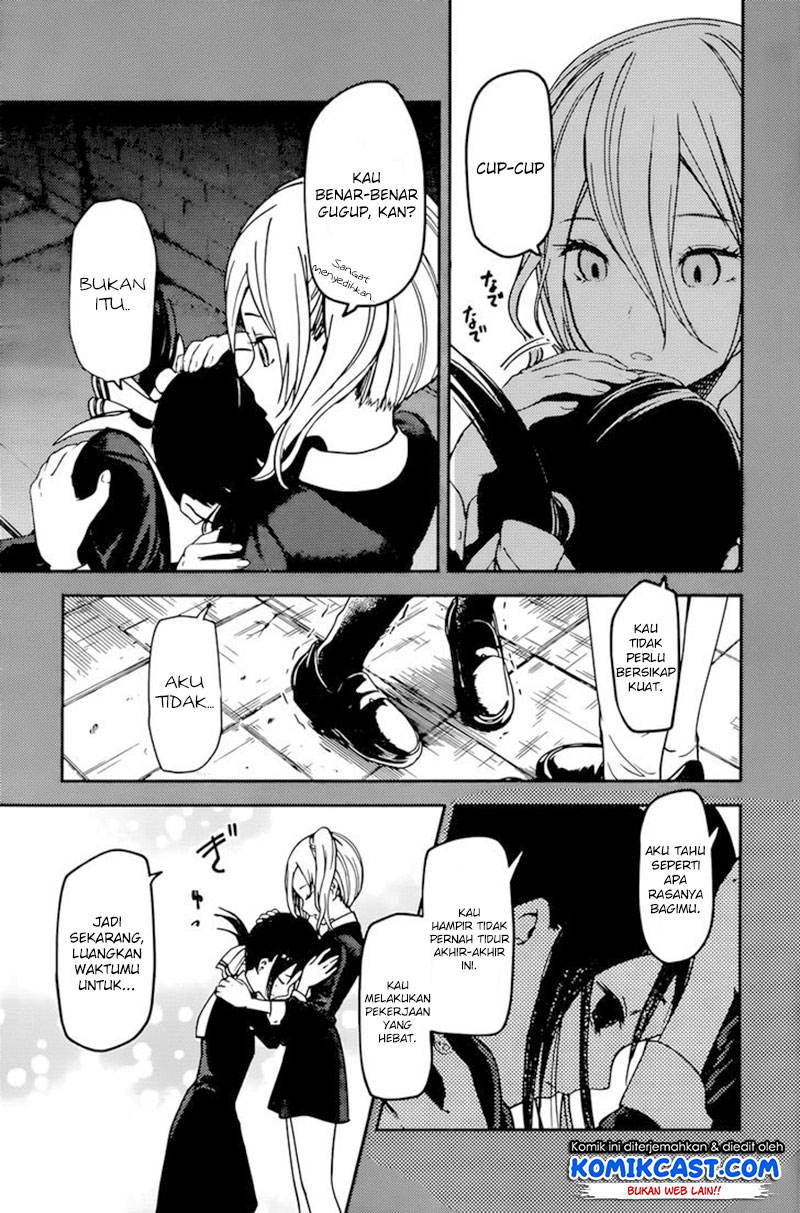 CUP-CUP
なで
なで
KAU
BENAR-BENAR
GUGUP, KAN?
Sangat
menyedihkan.
BUKAN
ITU..
KAU
TIDAK
PERLU
BERSIKAP
KUAT.
AKU
TIDAK...
AKU TAHU
SEPERTI
APA
RASANYA
BAGIMU.
KAU
HAMPIR TIDAK
PERNAH TIDUR
AKHIR-AKHIR
INI.
KAU
MELAKUKAN
PEKERJAAN
YANG
HEBAT.
ぎゅ
JADI
SEKARANG,
LUANGKAN
WAKTUMU
UNTUK...
Komik ini diterjemahkan & diedit oleh
KOMIKCAST.COM
BUKAN WEB LAIN!!